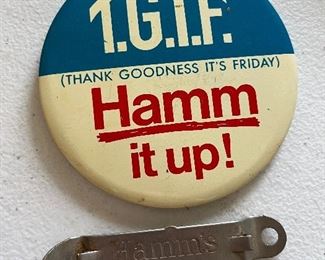 T.G.I.F.
(THANK GOODNESS IT'S FRIDAY)
Hamm
it up!
Hamm's